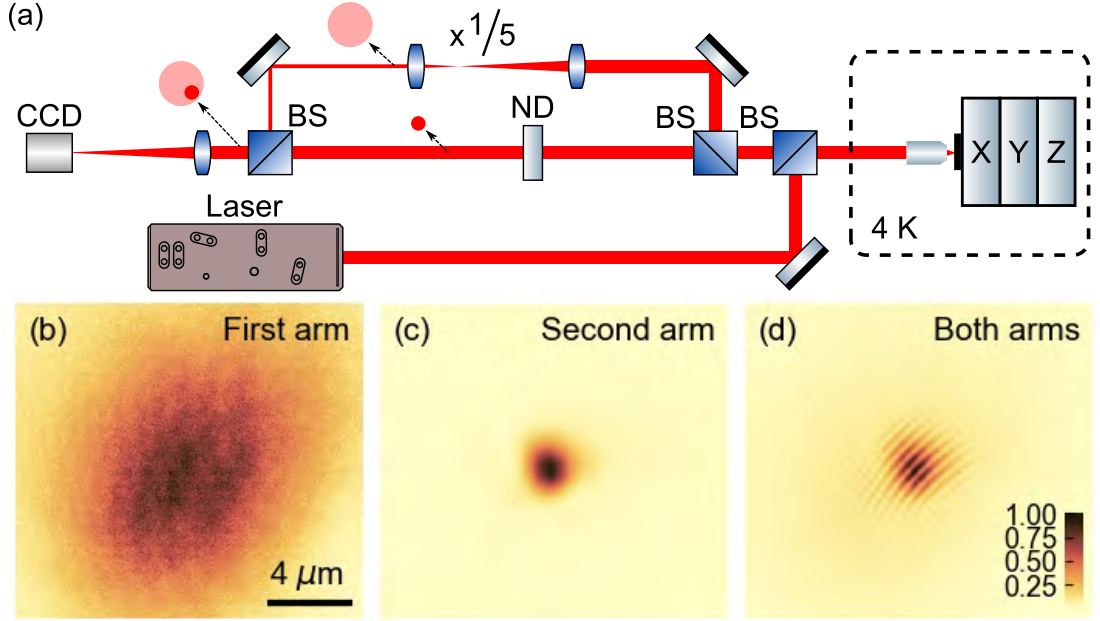 (a)
x 1/5
CCD
BS
ND
BS
BS
X Y Z
Laser
4 K
(b) First arm
4 μm
(c) Second arm
(d) Both arms
1.00
0.75
0.50
0.25